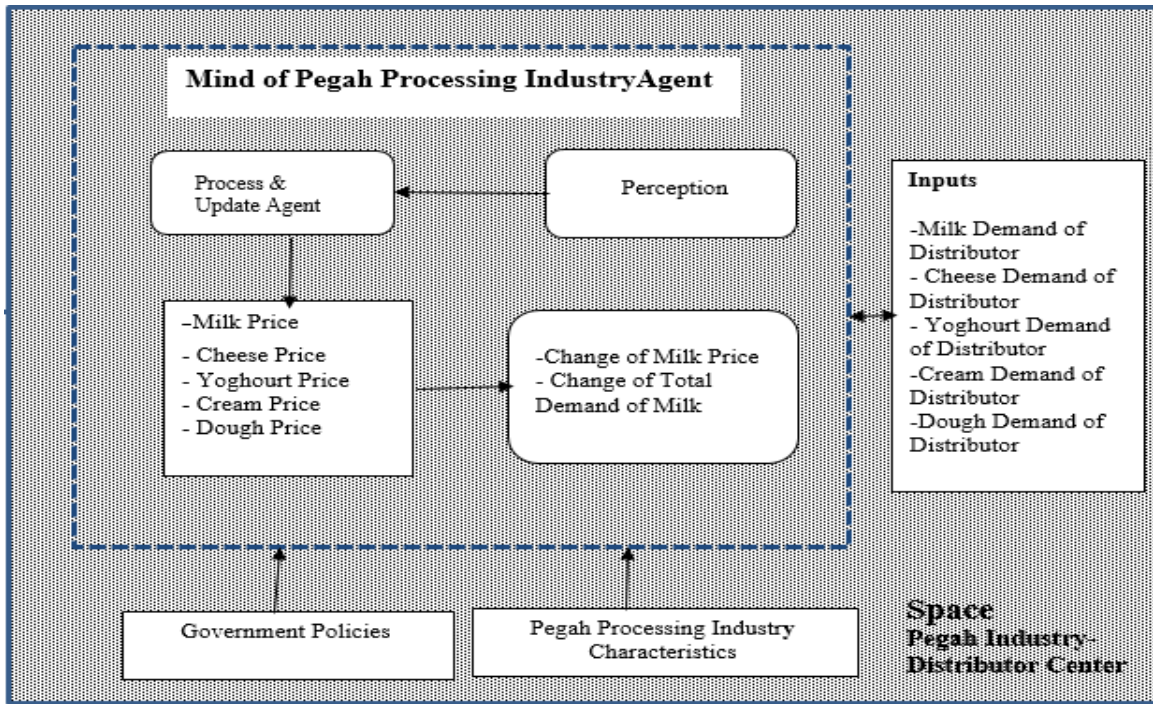 Mind of Pegah Processing IndustryAgent
Process &
Update Agent
Perception
-Milk Price
- Cheese Price
- Yoghourt Price
- Cream Price
- Dough Price
-Change of Milk Price
- Change of Total
Demand of Milk
Inputs
-Milk Demand of
Distributor
- Cheese Demand of
Distributor
- Yoghourt Demand
of Distributor
-Cream Demand of
Distributor
-Dough Demand of
Distributor
Government Policies
Pegah Processing Industry
Characteristics
Space
Pegah Industry-
Distributor Center